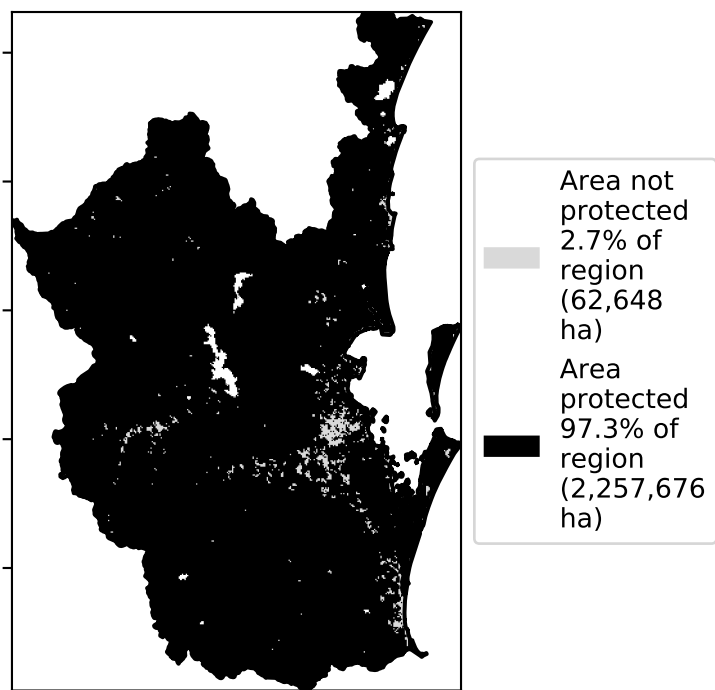 Area not
protected
2.7% of
region
(62,648
ha)
Area
protected
97.3% of
region
(2,257,676
ha)